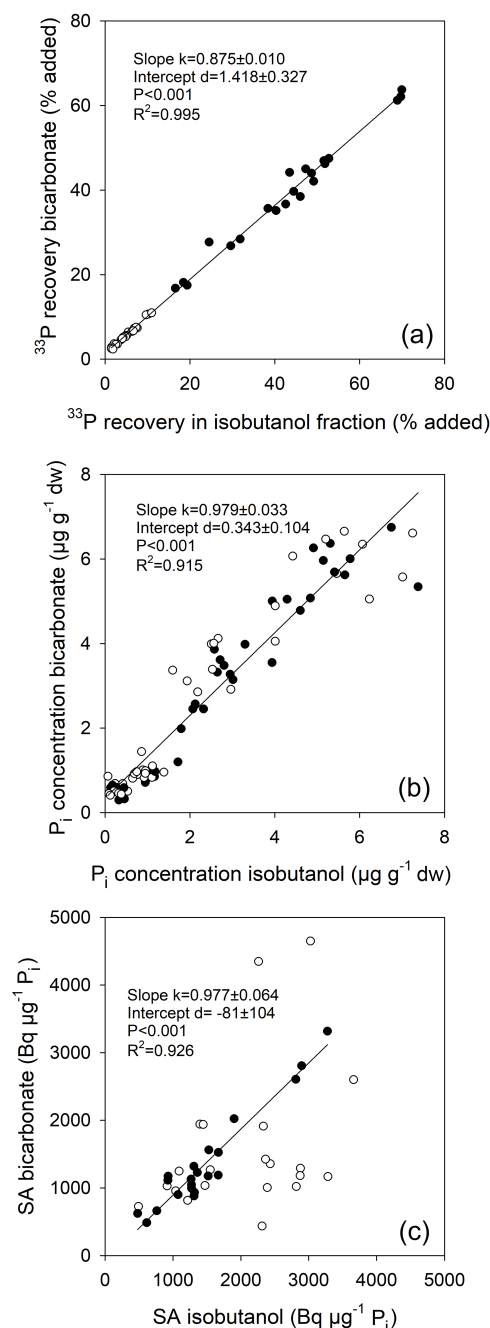 80
60
40
20
0
0 20 40 60 80
³³P recovery bicarbonate (% added)
Slope k=0.875±0.010
Intercept d=1.418±0.327
P<0.001
R²=0.995
(a)
³³P recovery in isobutanol fraction (% added)
8
6
4
2
0
0 2 4 6 8
Pᵢ concentration bicarbonate (µg g⁻¹ dw)
Slope k=0.979±0.033
Intercept d=0.343±0.104
P<0.001
R²=0.915
(b)
Pᵢ concentration isobutanol (µg g⁻¹ dw)
5000
4000
3000
2000
1000
0
0 1000 2000 3000 4000 5000
SA bicarbonate (Bq µg⁻¹ Pᵢ)
Slope k=0.977±0.064
Intercept d= -81±104
P<0.001
R²=0.926
(c)
SA isobutanol (Bq µg⁻¹ Pᵢ)